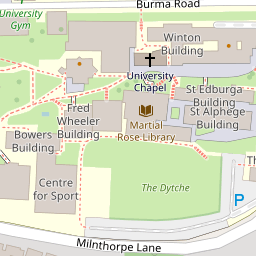 Burma Road
University
Gym
Winton
Building
University
Chapel
St Edburga
Building
Fred
Wheeler
Building
St Alphege
Building
Martial
Rose Library
Bowers
Building
Centre
for Sport
The Dytche
P
Milnthorpe Lane